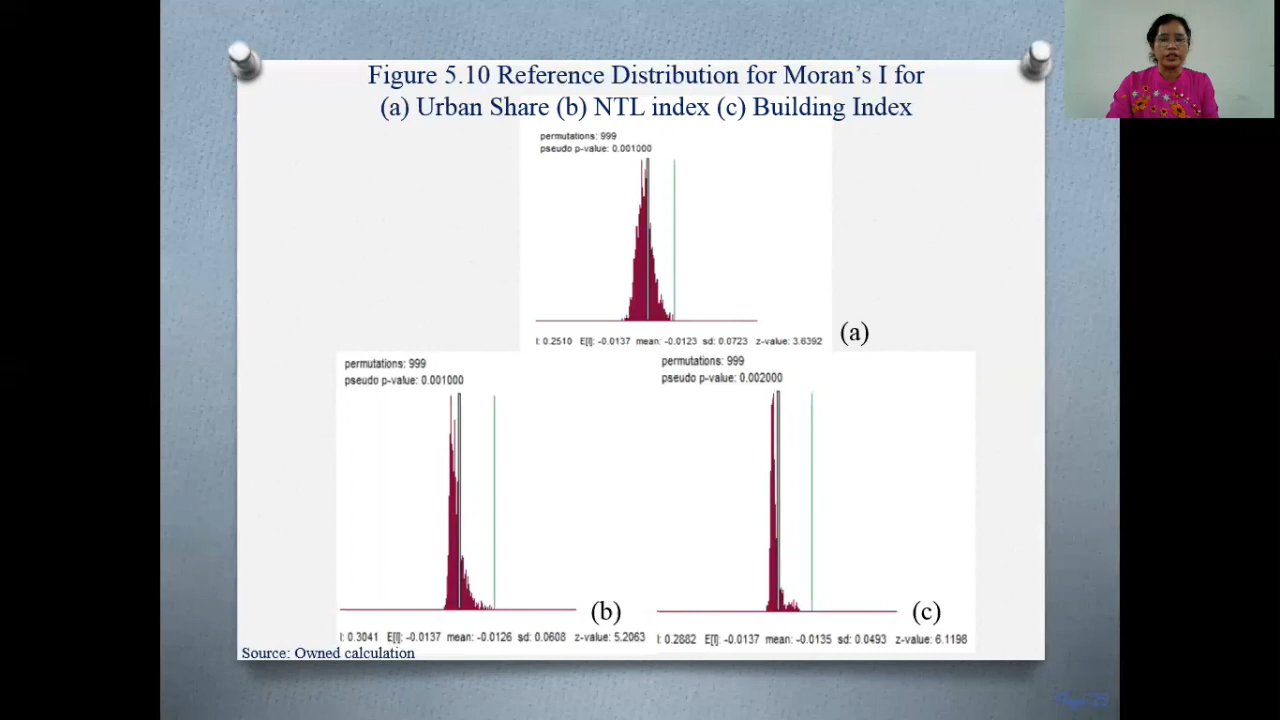 Figure 5.10 Reference Distribution for Moran’s I for
(a) Urban Share (b) NTL index (c) Building Index
permutations: 999
pseudo p-value: 0.001000
I: 0.2510 E[I]: -0.0137 mean: -0.0123 sd: 0.0723 z-value: 3.6392
(a)
permutations: 999
pseudo p-value: 0.001000
I: 0.3041 E[I]: -0.0137 mean: -0.0126 sd: 0.0608 z-value: 5.2063
(b)
permutations: 999
pseudo p-value: 0.002000
I: 0.2882 E[I]: -0.0137 mean: -0.0135 sd: 0.0493 z-value: 6.1198
(c)
Source: Owned calculation